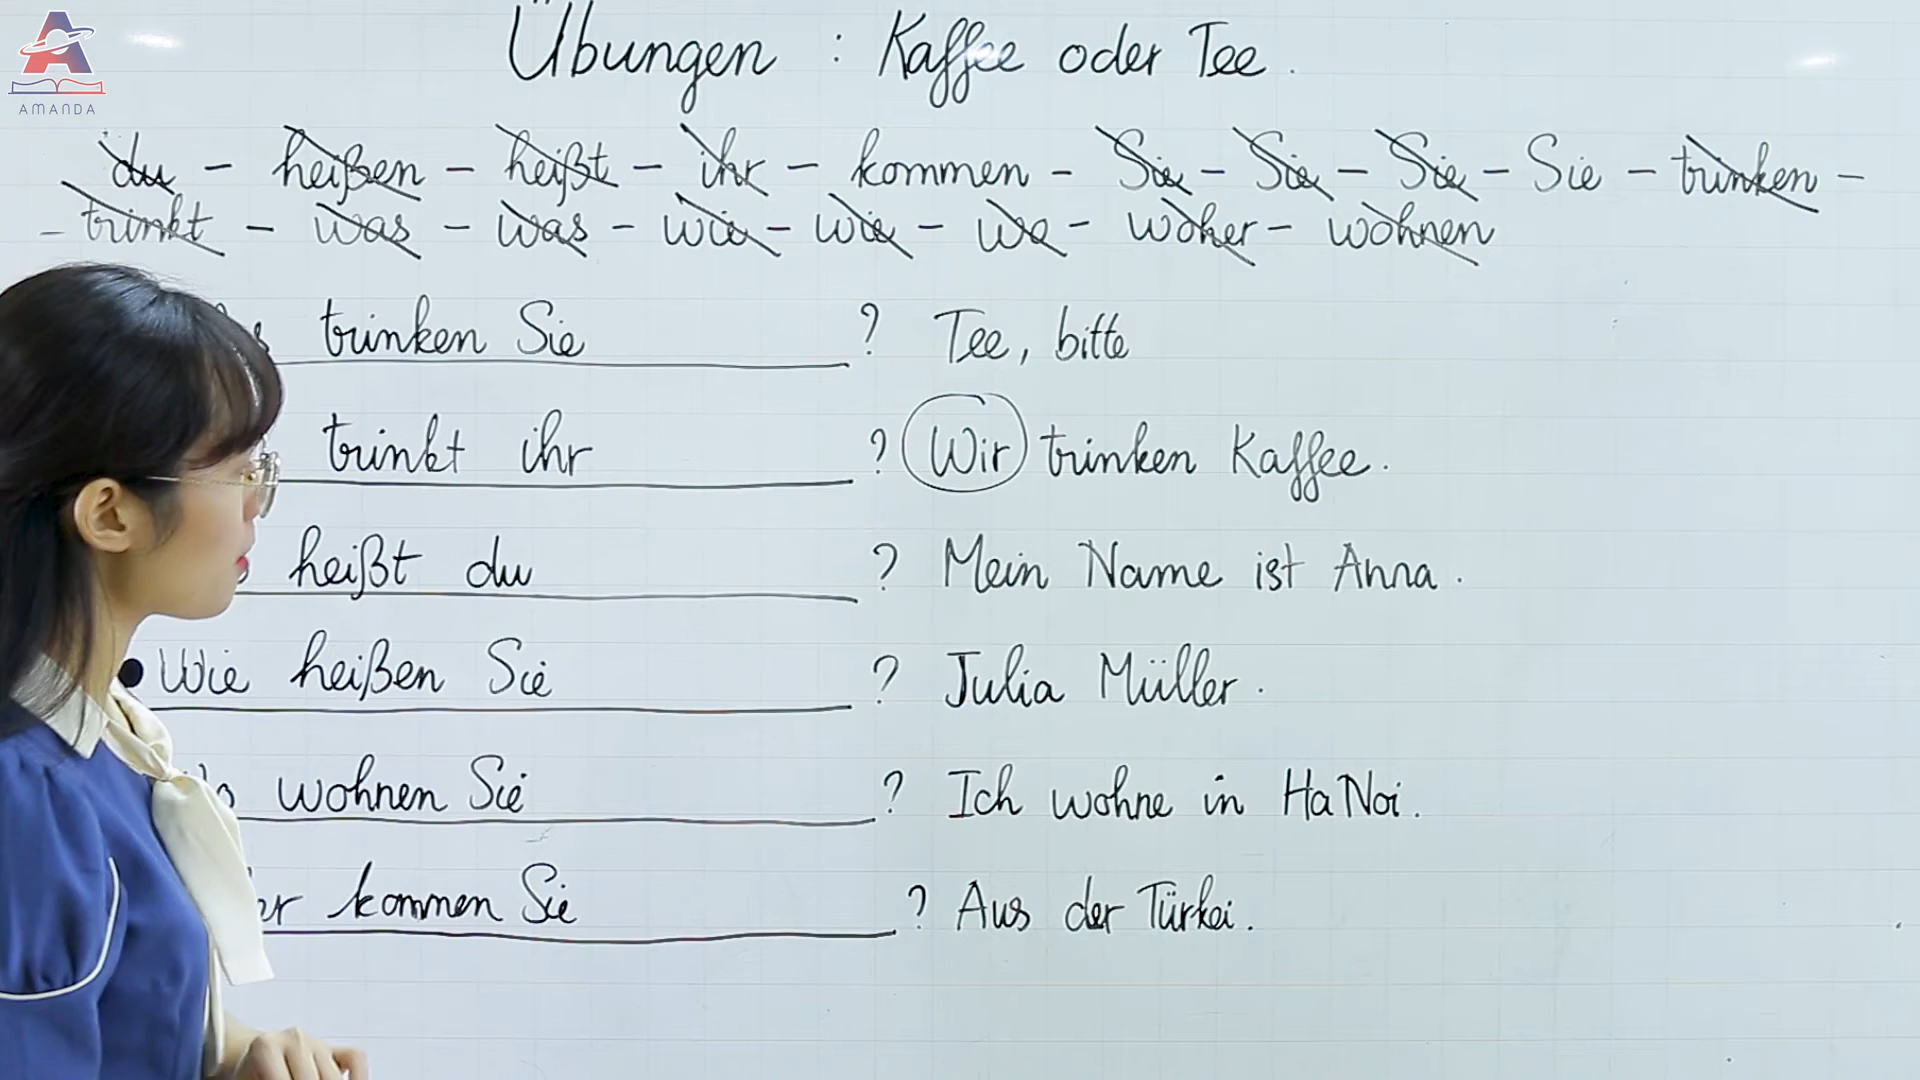 AMANDA
Übungen : Kaffee oder Tee.
du - heißen - heißt - ihr - kommen - Sie - Sie - Sie - Sie - trinken -
- trinkt - was - was - wie - wie - wo - woher - wohnen
trinken Sie ? Tee, bitte
trinkt ihr ? Wir trinken Kaffee.
heißt du ? Mein Name ist Anna.
Wie heißen Sie ? Julia Müller.
wohnen Sie ? Ich wohne in HaNoi.
kommen Sie ? Aus der Türkei.